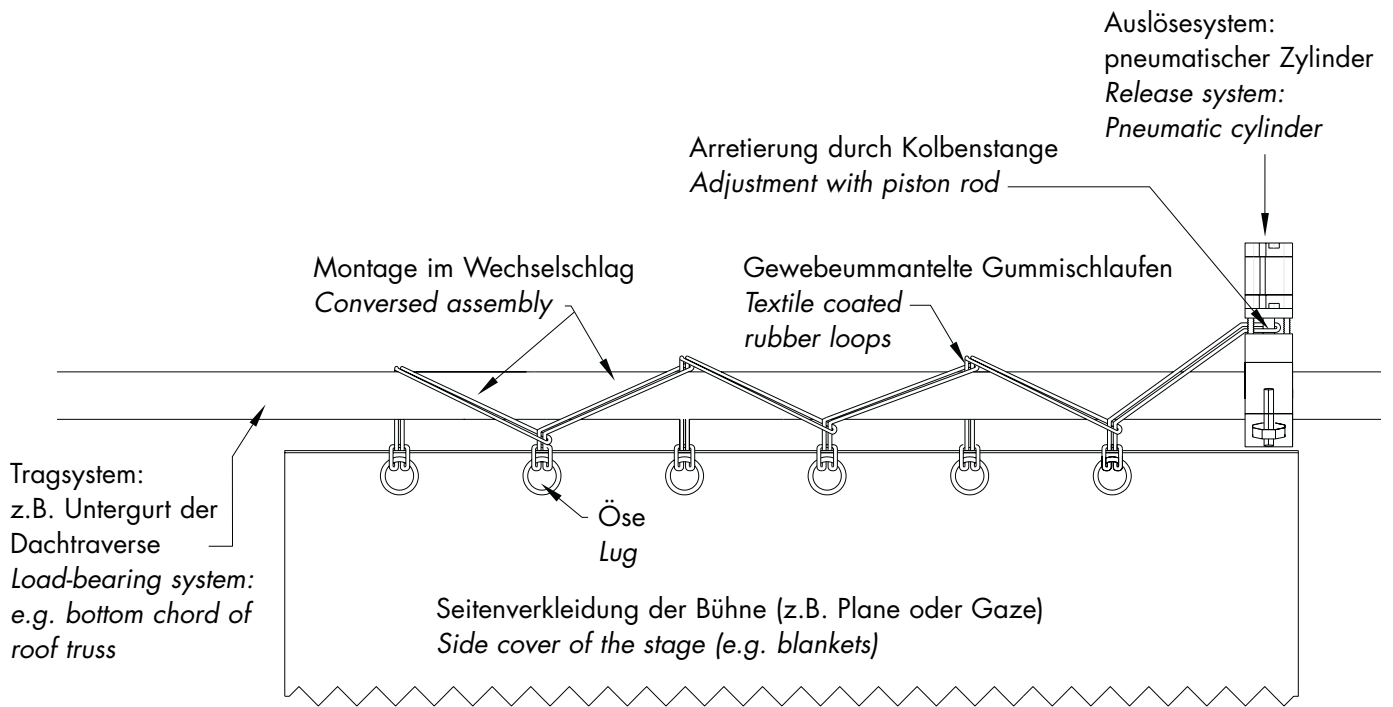 Auslösesystem:
pneumatischer Zylinder
Release system:
Pneumatic cylinder
Arretierung durch Kolbenstange
Adjustment with piston rod
Montage im Wechselschlag
Conversed assembly
Gewebeummantelte Gummischlaufen
Textile coated
rubber loops
Tragsystem:
z.B. Untergurt der
Dachtraverse
Load-bearing system:
e.g. bottom chord of
roof truss
Öse
Lug
Seitenverkleidung der Bühne (z.B. Plane oder Gaze)
Side cover of the stage (e.g. blankets)